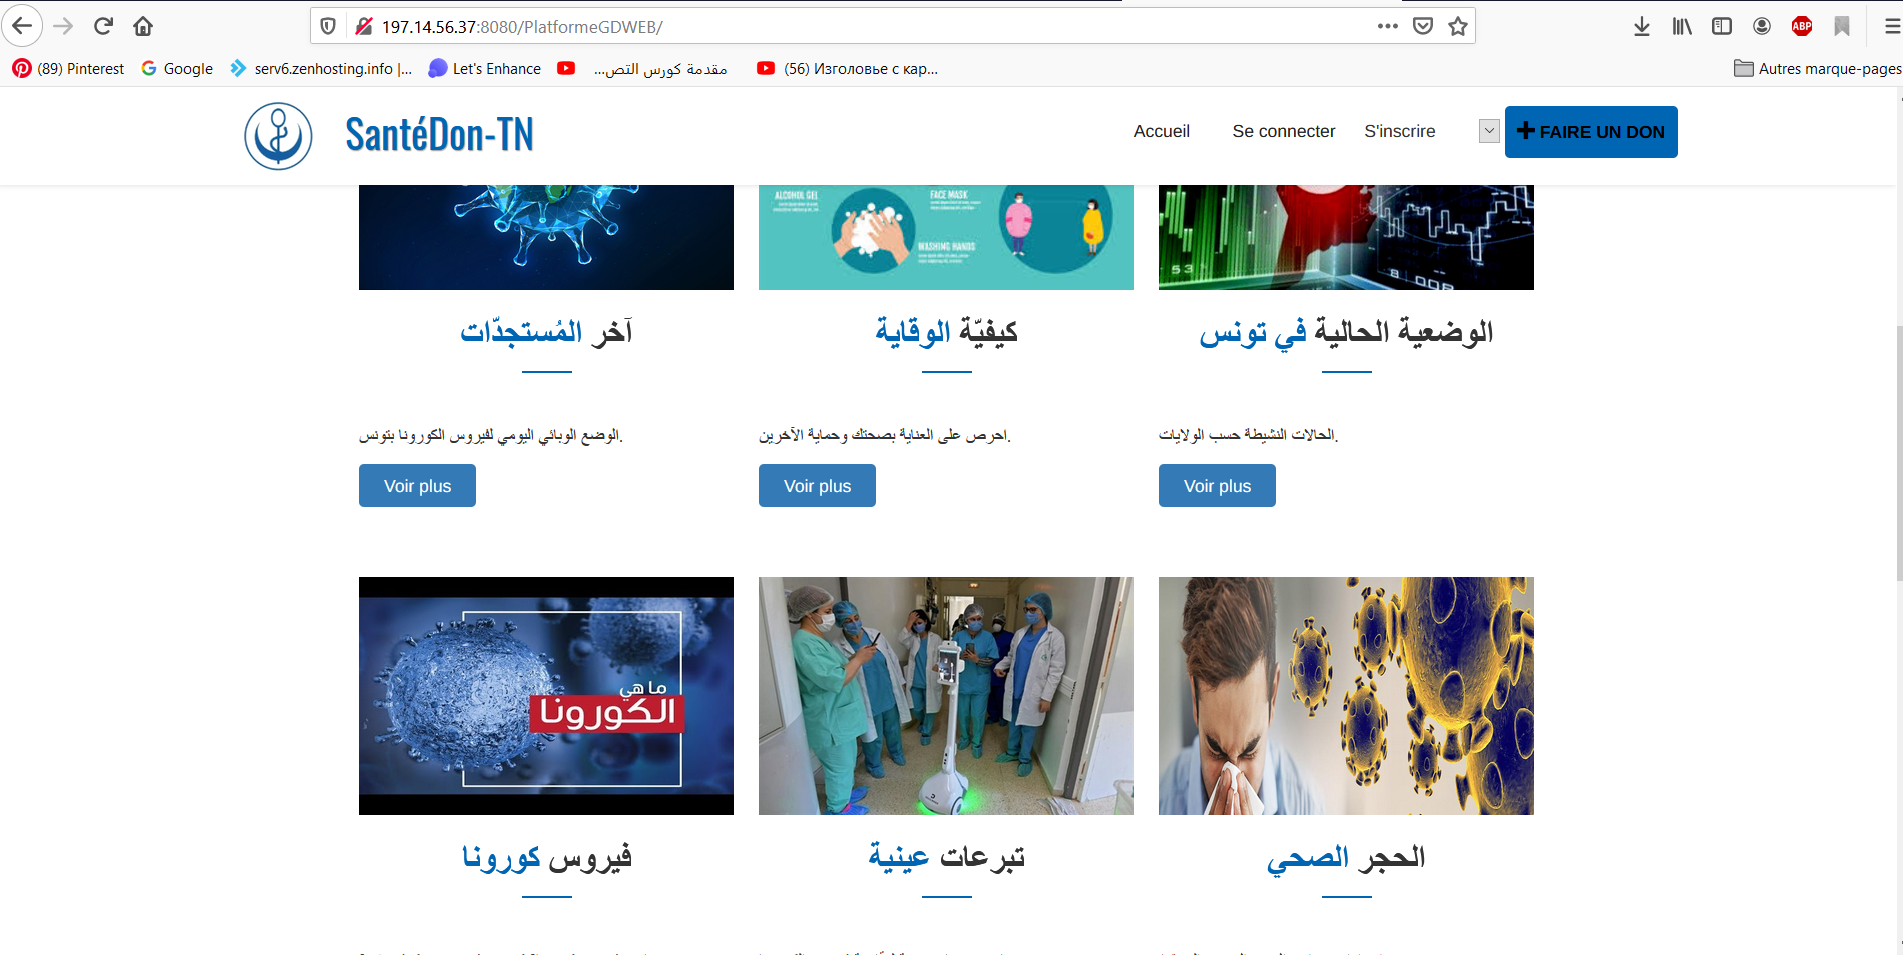 197.14.56.37:8080/PlatformeGDWEB/
(89) Pinterest
Google
serv6.zenhosting.info |...
Let's Enhance
مقدمة كورس التص...
(56) Изголовье с кар...
Autres marque-pages
ABP
SantéDon-TN
Accueil
Se connecter
S'inscrire
FAIRE UN DON
ALCOHOL GEL
FACE MASK
WASHING HANDS
53
آخر المُستجدّات
كيفيّة الوقاية
الوضعية الحالية في تونس
الوضع الوبائي اليومي لفيروس الكورونا بتونس.
احرص على العناية بصحتك وحماية الآخرين.
الحالات النشيطة حسب الولايات.
Voir plus
Voir plus
Voir plus
ما هي
الكورونا
فيروس كورونا
تبرعات عينية
الحجر الصحي